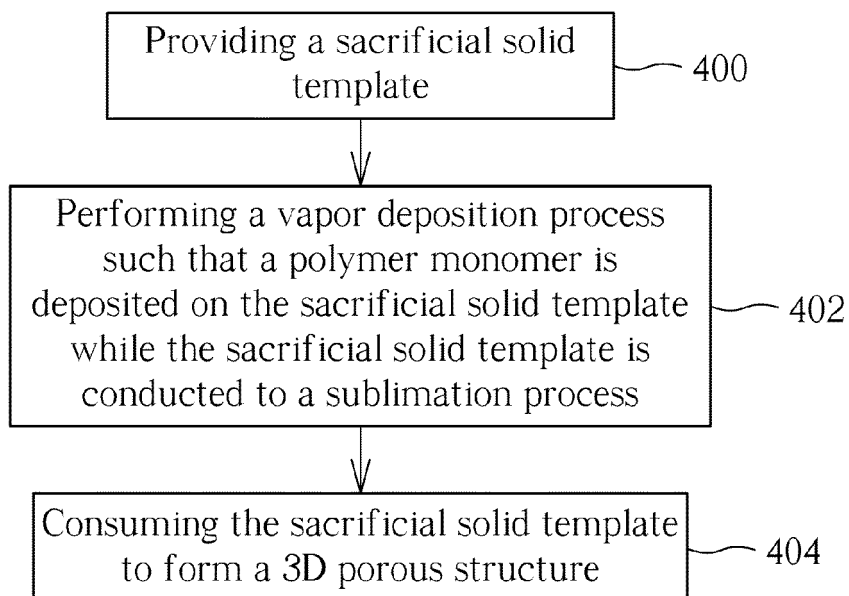 Providing a sacrificial solid
template
400
Performing a vapor deposition process
such that a polymer monomer is
deposited on the sacrificial solid template
while the sacrificial solid template is
conducted to a sublimation process
402
Consuming the sacrificial solid template
to form a 3D porous structure
404